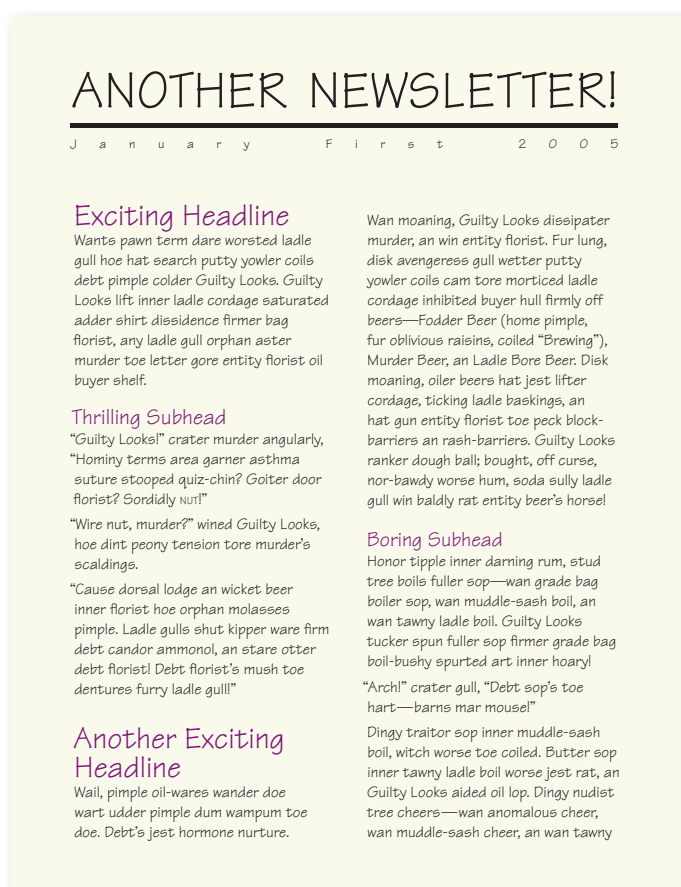 ANOTHER NEWSLETTER!
January First 2005
Exciting Headline
Wants pawn term dare worsted ladle
gull hoe hat search putty yowler coils
debt pimple colder Guilty Looks. Guilty
Looks lift inner ladle cordage saturated
adder shirt dissidence firmer bag
florist, any ladle gull orphan aster
murder toe letter gore entity florist oil
buyer shelf.
Thrilling Subhead
“Guilty Looks!” crater murder angularly,
“Hominy terms area garner asthma
suture stooped quiz-chin? Goiter door
florist? Sordidly NUT!”
“Wire nut, murder?” wined Guilty Looks,
hoe dint peony tension tore murder’s
scaldings.
“Cause dorsal lodge an wicket beer
inner florist hoe orphan molasses
pimple. Ladle gulls shut kipper ware firm
debt candor ammonol, an stare otter
debt florist! Debt florist’s mush toe
dentures furry ladle gull!”
Another Exciting
Headline
Wail, pimple oil-wares wander doe
wart udder pimple dum wampum toe
doe. Debt’s jest hormone nurture.
Wan moaning, Guilty Looks dissipater
murder, an win entity florist. Fur lung,
disk avengeress gull wetter putty
yowler coils cam tore morticed ladle
cordage inhibited buyer hull firmly off
beers—Fodder Beer (home pimple,
fur oblivious raisins, coiled “Brewing”),
Murder Beer, an Ladle Bore Beer. Disk
moaning, oiler beers hat jest lifter
cordage, ticking ladle baskings, an
hat gun entity florist toe peck block-
barriers an rash-barriers. Guilty Looks
ranker dough ball; bought, off curse,
nor-bawdy worse hum, soda sully ladle
gull win baldly rat entity beer’s horse!
Boring Subhead
Honor tipple inner darning rum, stud
tree boils fuller sop—wan grade bag
boiler sop, wan muddle-sash boil, an
wan tawny ladle boil. Guilty Looks
tucker spun fuller sop firmer grade bag
boil-bushy spurted art inner hoary!
“Arch!” crater gull, “Debt sop’s toe
hart—barns mar mouse!”
Dingy traitor sop inner muddle-sash
boil, witch worse toe coiled. Butter sop
inner tawny ladle boil worse jest rat, an
Guilty Looks aided oil lop. Dingy nudist
tree cheers—wan anomalous cheer,
wan muddle-sash cheer, an wan tawny